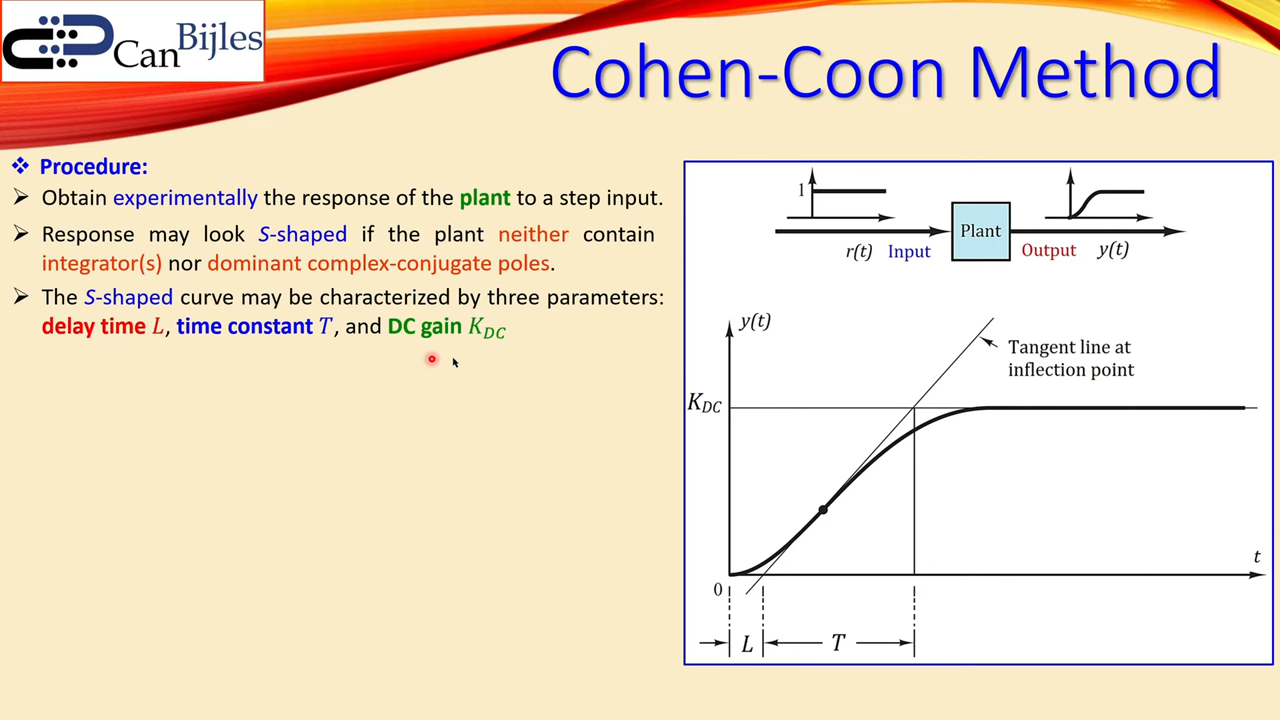 CanBijles
Cohen-Coon Method
❖ Procedure:
➢ Obtain experimentally the response of the plant to a step input.
➢ Response may look S-shaped if the plant neither contain
integrator(s) nor dominant complex-conjugate poles.
➢ The S-shaped curve may be characterized by three parameters:
delay time L, time constant T, and DC gain K_DC
1
Plant
r(t) Input
Output y(t)
y(t)
Tangent line at
inflection point
K_DC
t
0
L
T